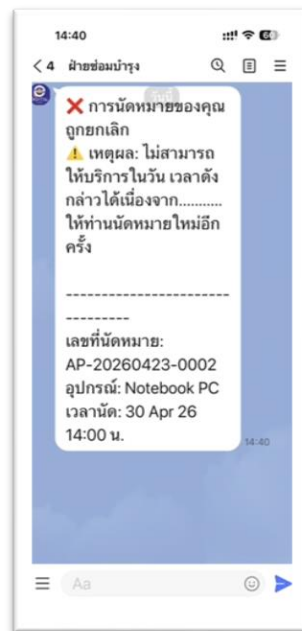 14:40
60
4 ฝ่ายซ่อมบำรุง
วันนี้
❌ การนัดหมายของคุณ
ถูกยกเลิก
⚠️ เหตุผล: ไม่สามารถ
ให้บริการในวัน เวลาดัง
กล่าวได้เนื่องจาก...........
ให้ท่านนัดหมายใหม่อีก
ครั้ง
------------------------
---------
เลขที่นัดหมาย:
AP-20260423-0002
อุปกรณ์: Notebook PC
เวลานัด: 30 Apr 26
14:00 น.
14:40
Aa